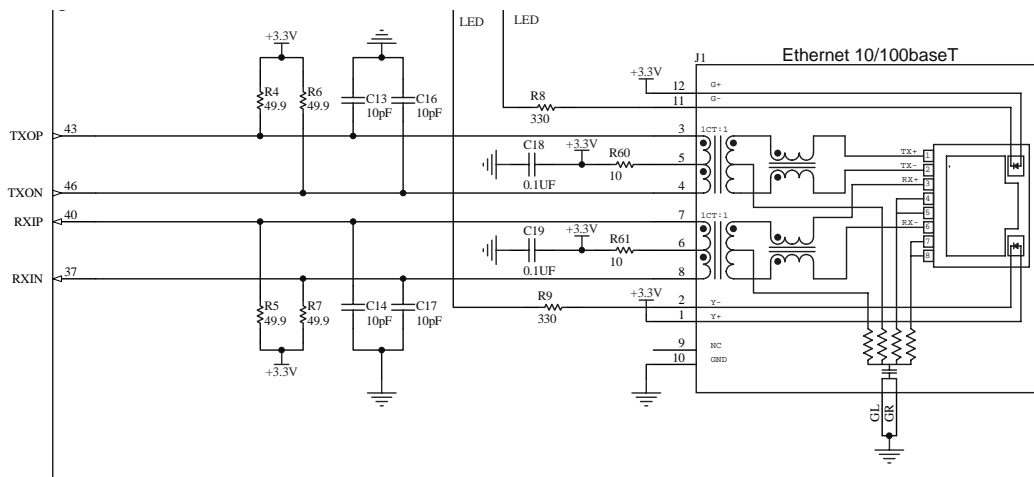 LED
LED
+3.3V
Ethernet 10/100baseT
J1
+3.3V
12
G+
11
G-
R4
49.9
R6
49.9
C13
10pF
C16
10pF
R8
330
TXOP
43
3
1CT:1
C18
0.1UF
+3.3V
R60
10
5
TX+
1
TX-
2
RX+
3
4
5
RX-
6
7
8
TXON
46
4
RXIP
40
7
1CT:1
C19
0.1UF
+3.3V
R61
10
6
RXIN
37
8
R5
49.9
R7
49.9
C14
10pF
C17
10pF
R9
330
+3.3V
2
Y-
1
Y+
9
NC
10
GND
+3.3V
GL
GR